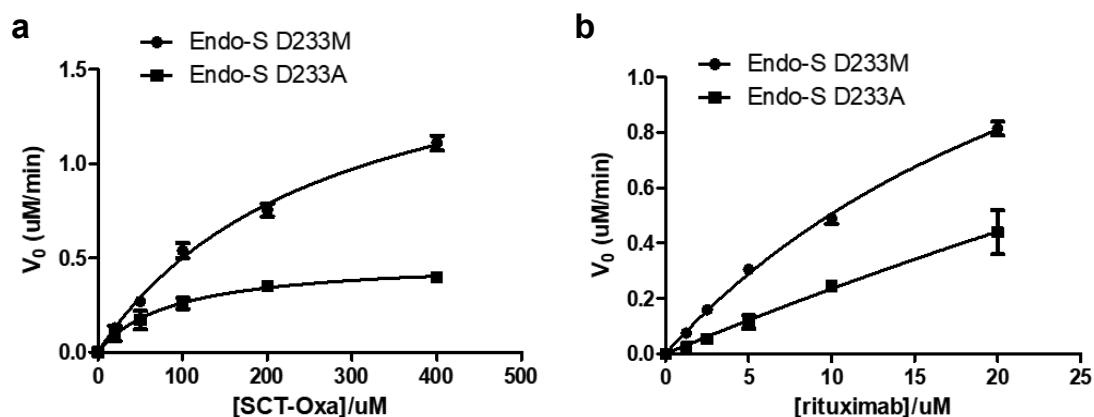 a
Endo-S D233M
Endo-S D233A
V₀ (uM/min)
1.5
1.0
0.5
0.0
0 100 200 300 400 500
[SCT-Oxa]/uM
b
Endo-S D233M
Endo-S D233A
V₀ (uM/min)
1.0
0.8
0.6
0.4
0.2
0.0
0 5 10 15 20 25
[rituximab]/uM